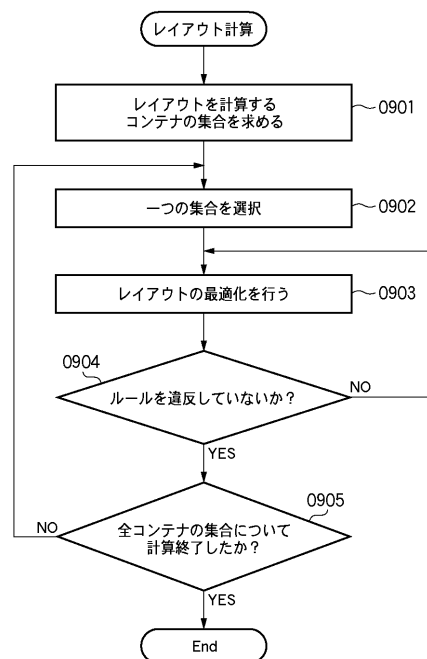 レイアウト計算
レイアウトを計算する
コンテナの集合を求める
0901
一つの集合を選択
0902
レイアウトの最適化を行う
0903
0904
ルールを違反していないか？
NO
YES
0905
全コンテナの集合について
計算終了したか？
NO
YES
End